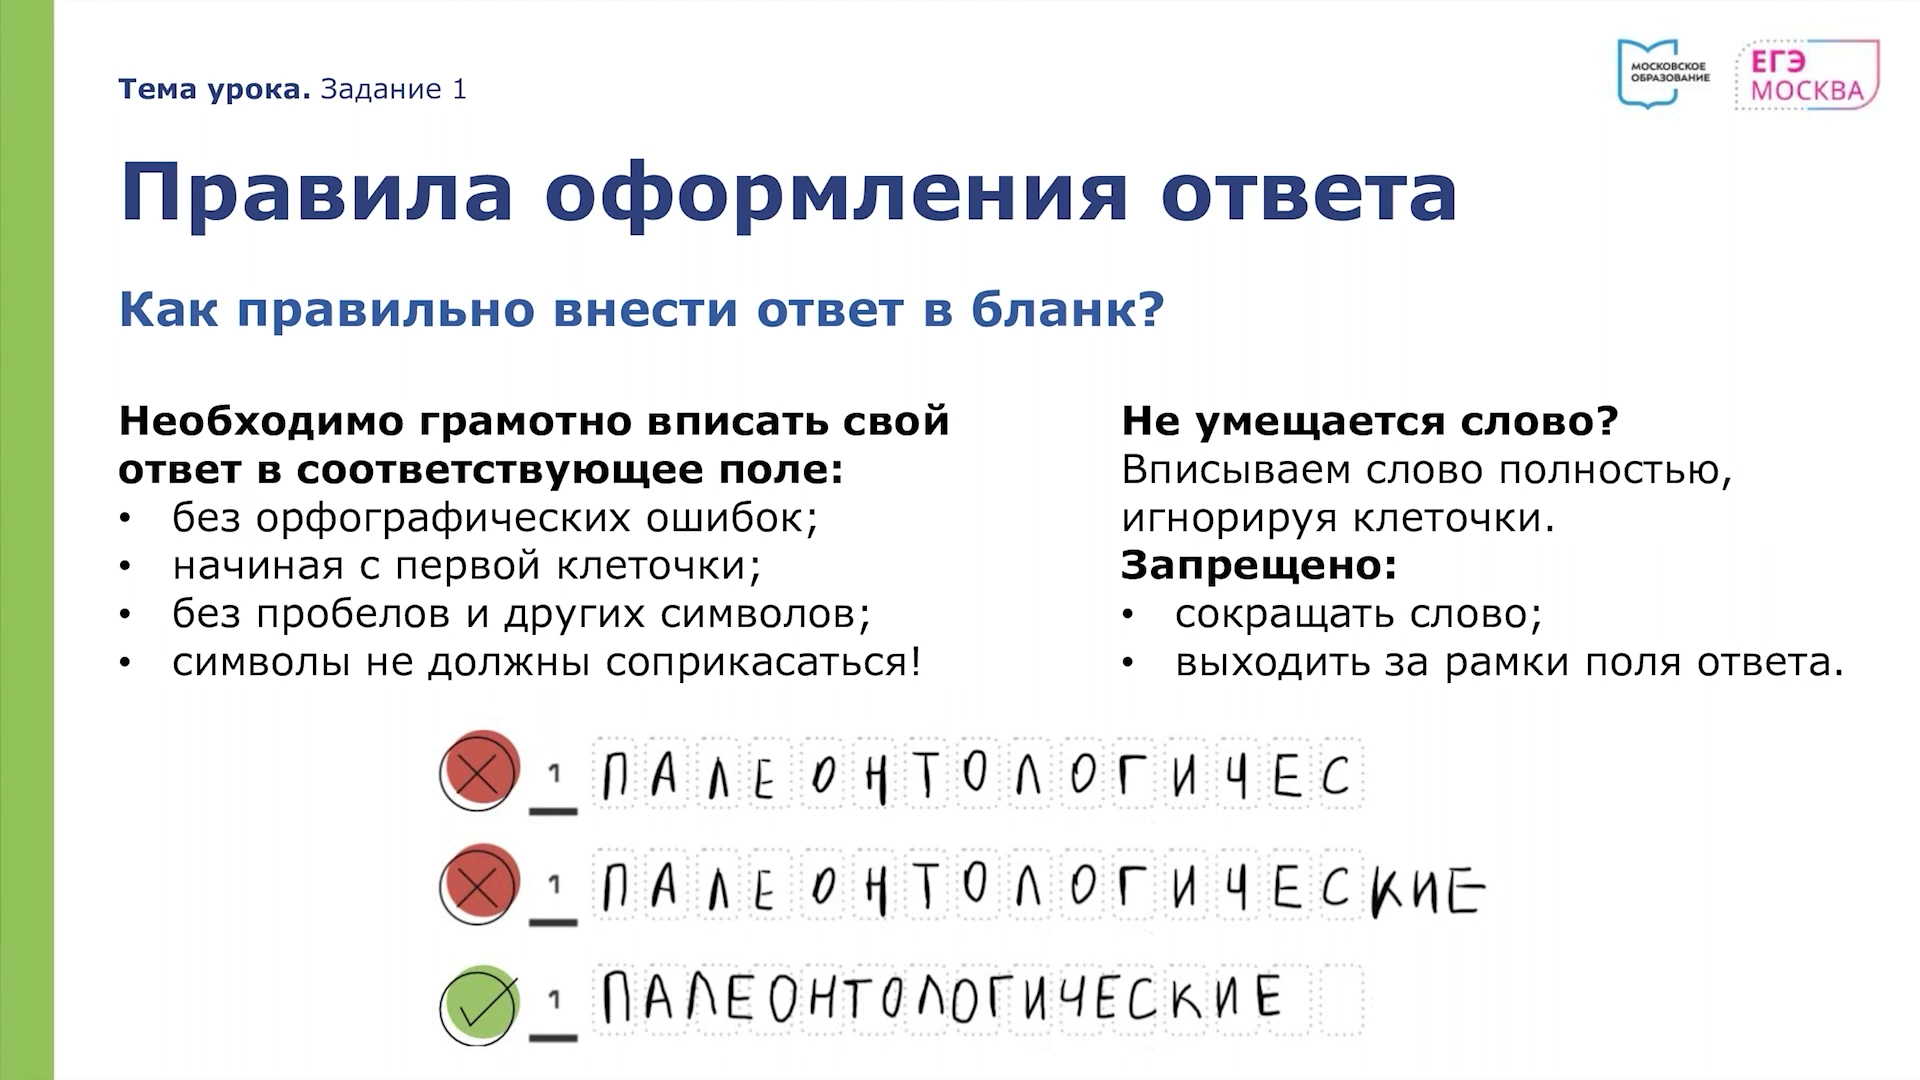 Тема урока. Задание 1
МОСКОВСКОЕ
ОБРАЗОВАНИЕ
ЕГЭ
МОСКВА
Правила оформления ответа
Как правильно внести ответ в бланк?
Необходимо грамотно вписать свой
ответ в соответствующее поле:
• без орфографических ошибок;
• начиная с первой клеточки;
• без пробелов и других символов;
• символы не должны соприкасаться!
Не умещается слово?
Вписываем слово полностью,
игнорируя клеточки.
Запрещено:
• сокращать слово;
• выходить за рамки поля ответа.
1 ПАЛЕОНТОЛОГИЧЕС
1 ПАЛЕОНТОЛОГИЧЕСКИЕ
1 ПАЛЕОНТОЛОГИЧЕСКИЕ